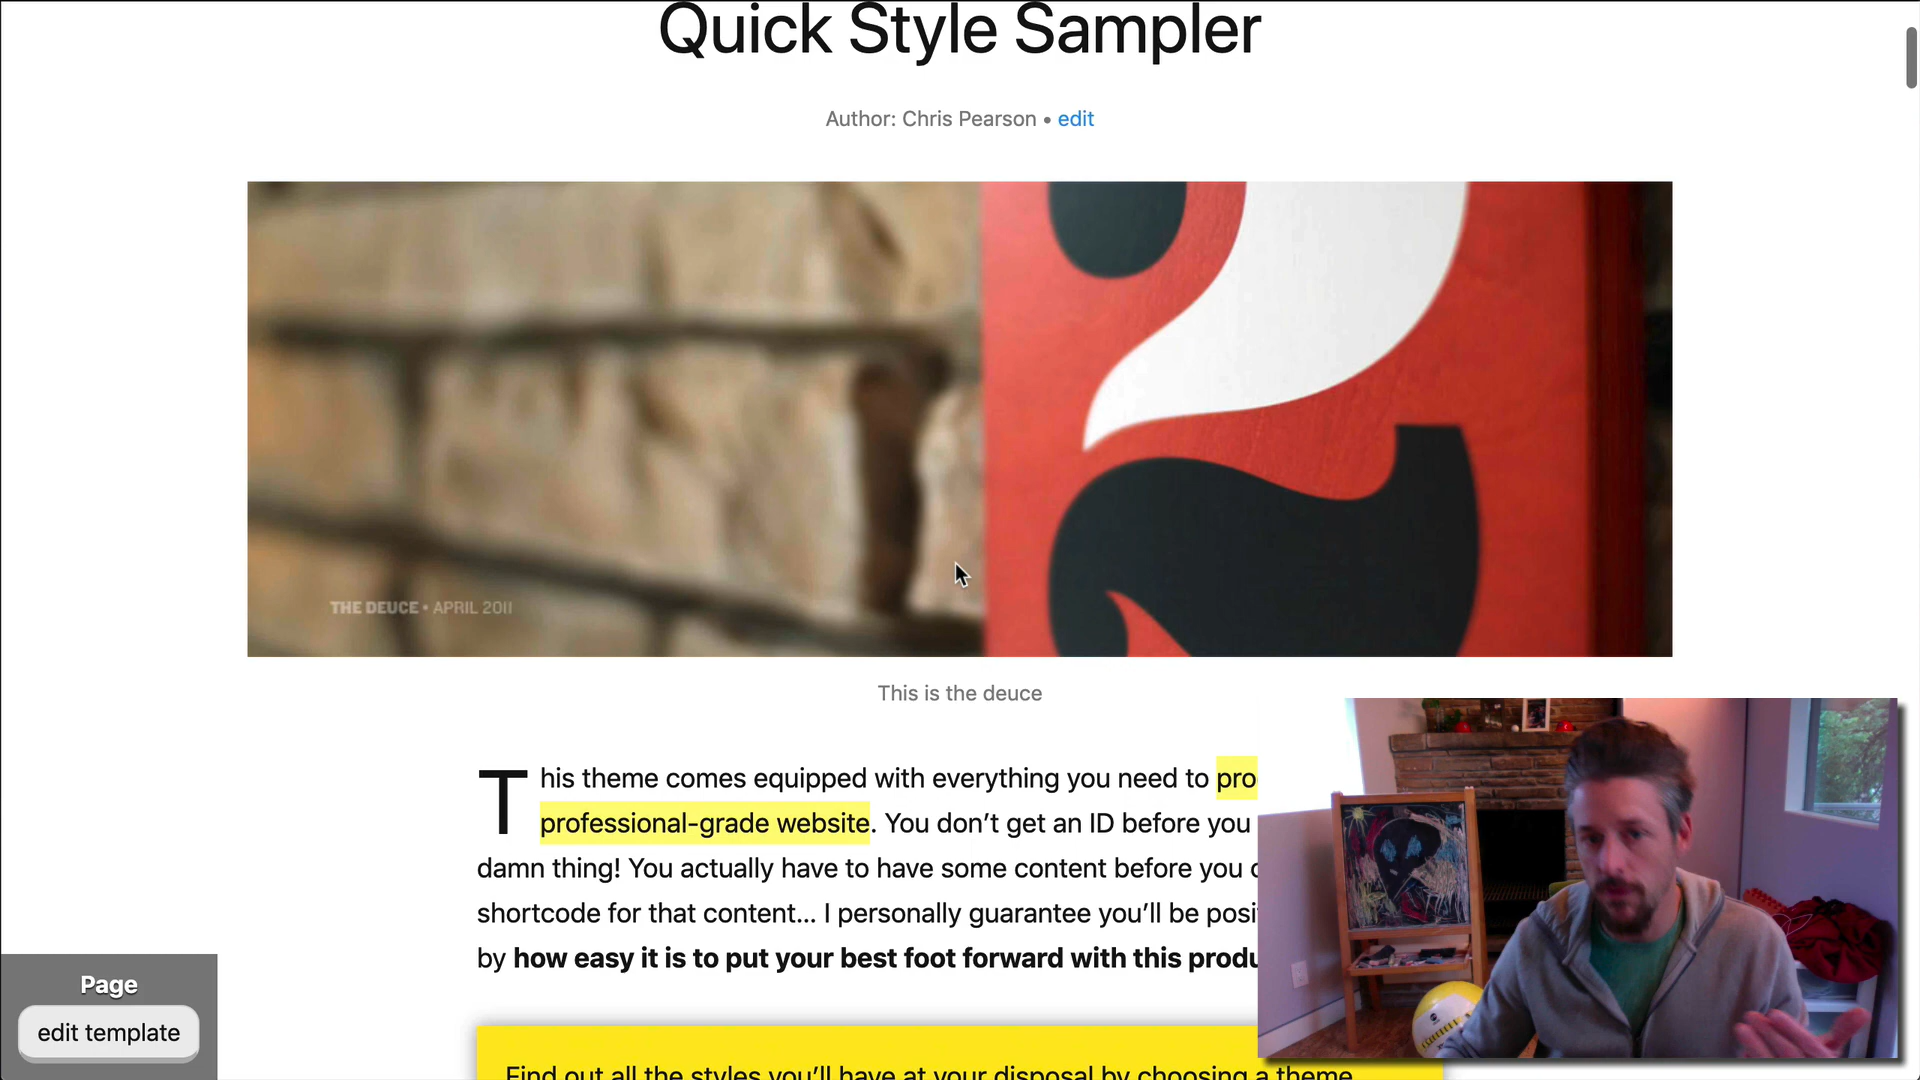 Quick Style Sampler
Author: Chris Pearson • edit
THE DEUCE • APRIL 2011
This is the deuce
This theme comes equipped with everything you need to pro
professional-grade website. You don’t get an ID before you
damn thing! You actually have to have some content before you
shortcode for that content... I personally guarantee you’ll be posi
by how easy it is to put your best foot forward with this produ
Find out all the styles you’ll have at your disposal by choosing a theme
Page
edit template